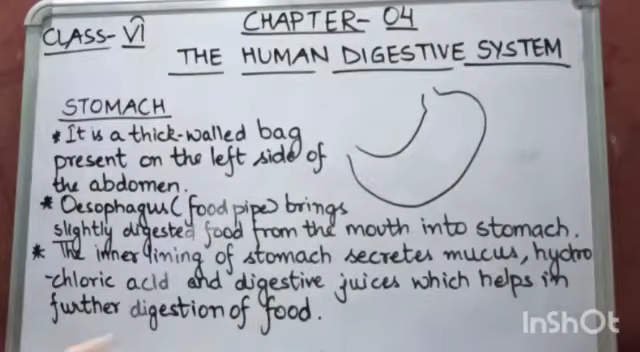 CLASS- VI
CHAPTER- 04
THE HUMAN DIGESTIVE SYSTEM
STOMACH
* It is a thick-walled bag
present on the left side of
the abdomen.
* Oesophagus (food pipe) brings
slightly digested food from the mouth into stomach.
* The inner lining of stomach secretes mucus, hydro
-chloric acid and digestive juices which helps in
further digestion of food.
InShOt